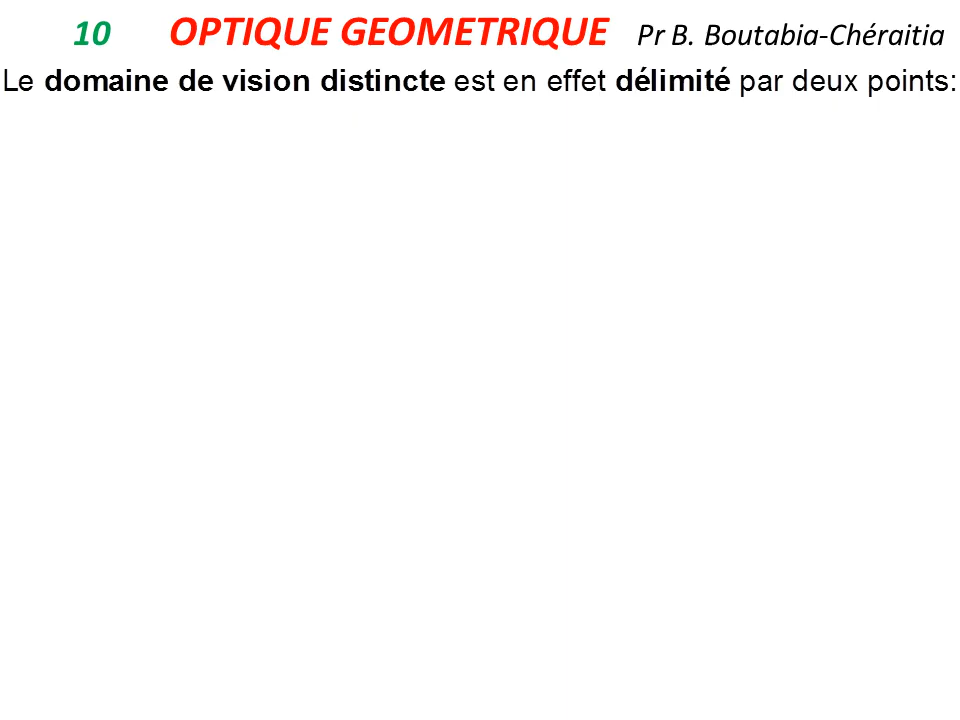 10 OPTIQUE GEOMETRIQUE Pr B. Boutabia-Chéraitia
Le domaine de vision distincte est en effet délimité par deux points: